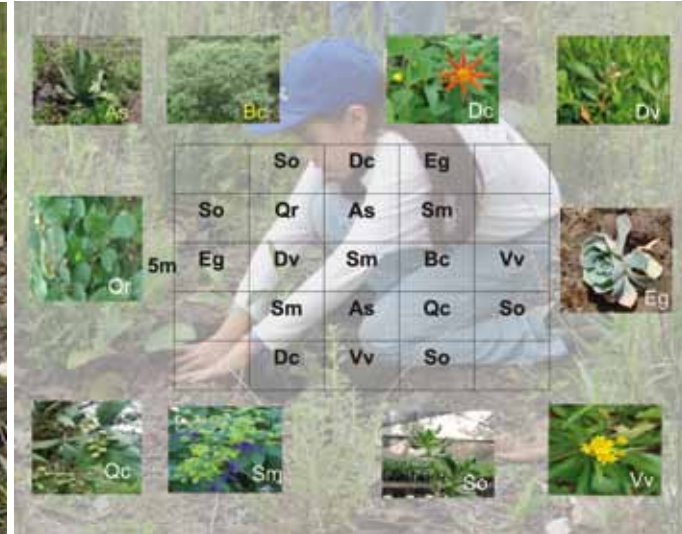 As Bc Dc Dv
So Dc Eg
So Qr As Sm
Qr 5m Eg Dv Sm Bc Vv Eg
Sm As Qc So
Dc Vv So
Qc Sm So Vv